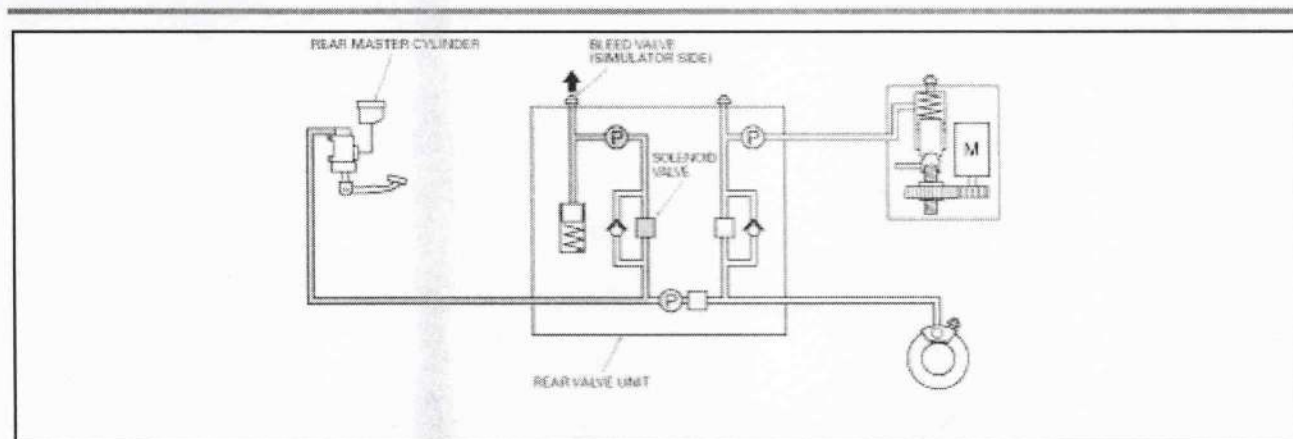 REAR MASTER CYLINDER
BLEED VALVE
(SIMULATOR SIDE)
P
P
M
SOLENOID
VALVE
P
REAR VALVE UNIT